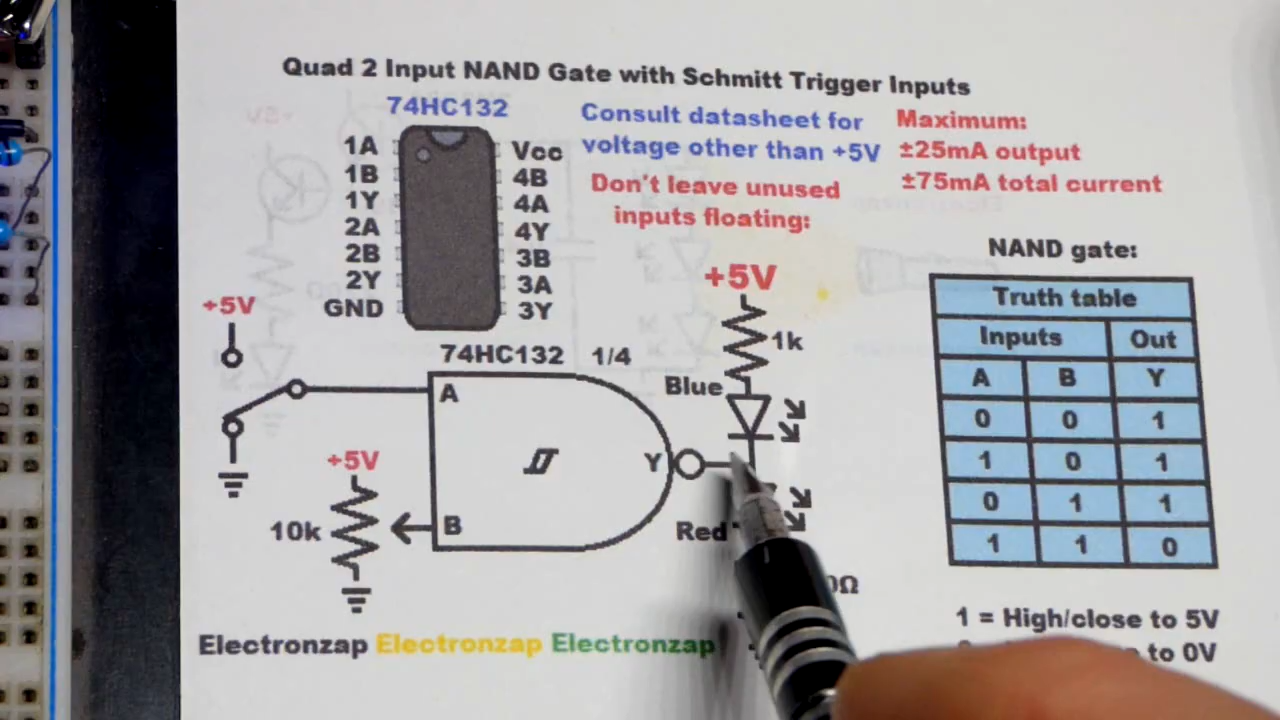 Quad 2 Input NAND Gate with Schmitt Trigger Inputs
74HC132
1A
1B
1Y
2A
2B
2Y
GND
Vcc
4B
4A
4Y
3B
3A
3Y
Consult datasheet for
voltage other than +5V
Don't leave unused
inputs floating:
Maximum:
±25mA output
±75mA total current
+5V
74HC132 1/4
A
B
Y
+5V
10k
+5V
1k
Blue
Red
Ω
NAND gate:
Truth table
Inputs Out
A B Y
0 0 1
1 0 1
0 1 1
1 1 0
1 = High/close to 5V
to 0V
Electronzap Electronzap Electronzap